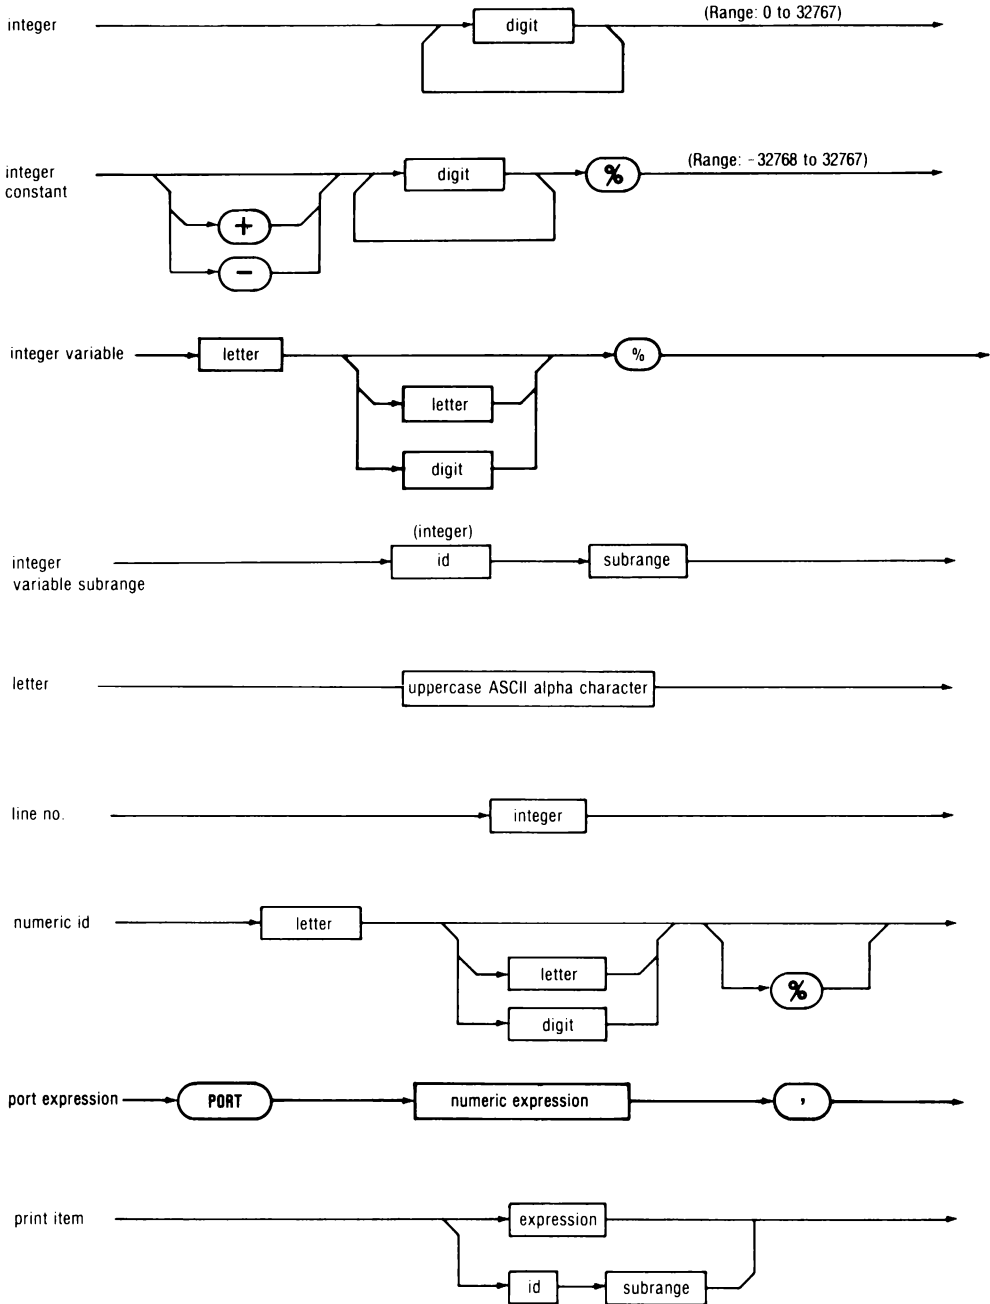 integer digit (Range: 0 to 32767)
integer constant digit % (Range: -32768 to 32767)
+
-
integer variable letter %
letter
digit
(integer)
integer variable subrange id subrange
letter uppercase ASCII alpha character
line no. integer
numeric id letter
letter %
digit
port expression PORT numeric expression ,
print item expression
id subrange